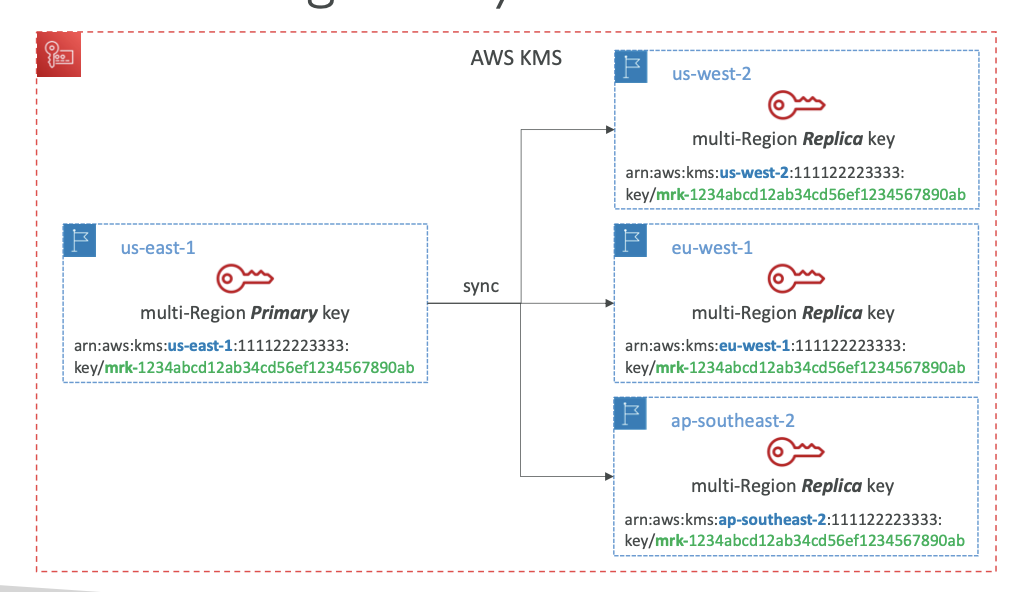 AWS KMS
us-west-2
multi-Region Replica key
arn:aws:kms:us-west-2:111122223333:
key/mrk-1234abcd12ab34cd56ef1234567890ab
us-east-1
multi-Region Primary key
arn:aws:kms:us-east-1:111122223333:
key/mrk-1234abcd12ab34cd56ef1234567890ab
sync
eu-west-1
multi-Region Replica key
arn:aws:kms:eu-west-1:111122223333:
key/mrk-1234abcd12ab34cd56ef1234567890ab
ap-southeast-2
multi-Region Replica key
arn:aws:kms:ap-southeast-2:111122223333:
key/mrk-1234abcd12ab34cd56ef1234567890ab